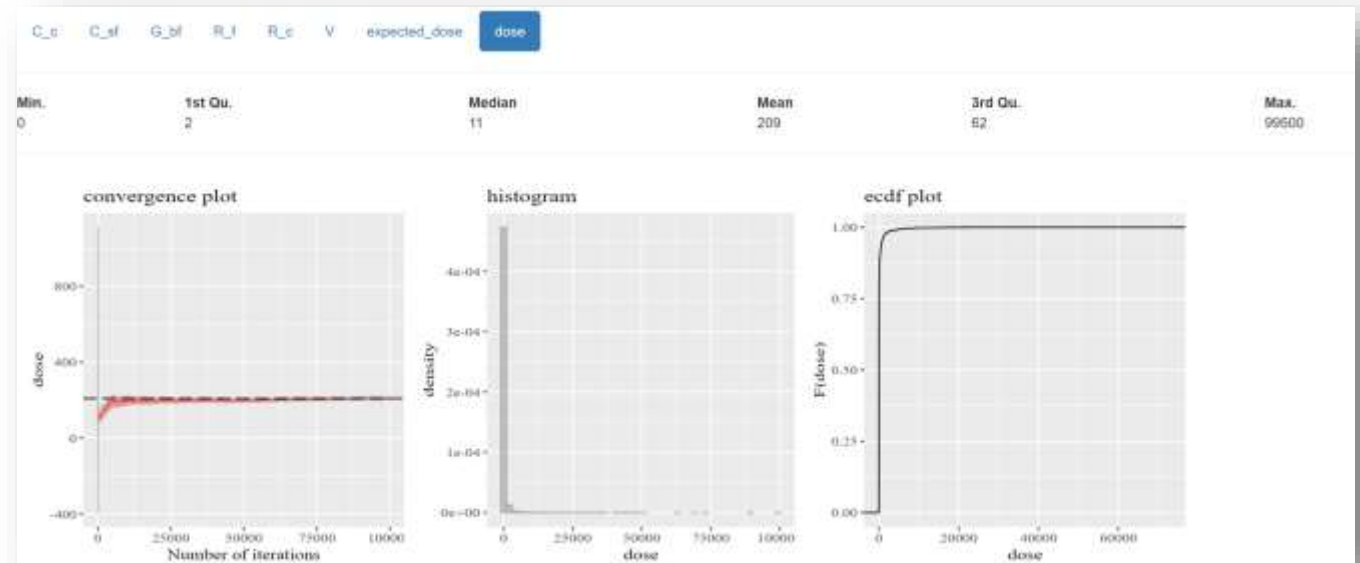 C_c C_sf G_bf R_f R_c V expected_dose dose
Min. 1st Qu. Median Mean 3rd Qu. Max.
0 2 11 209 62 99500
convergence plot histogram ecdf plot
dose
800
400
0
-400
0 25000 50000 75000 10000
Number of iterations
density
4e-04
3e-04
2e-04
1e-04
0e+00
0 25000 50000 75000 10000
dose
F(dose)
1.00
0.75
0.50
0.25
0.00
0 20000 40000 60000
dose